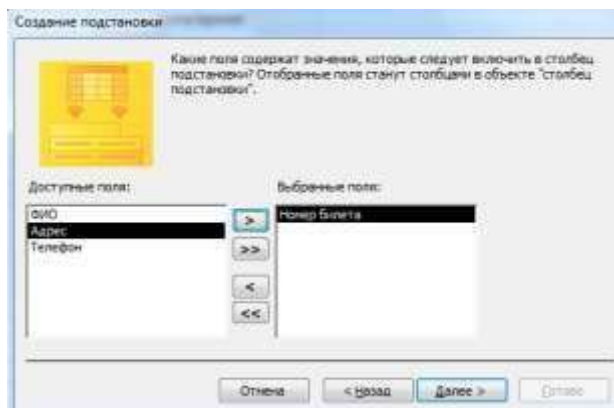 Создание подстановки
Какие поля содержат значения, которые следует включить в столбец
подстановки? Отобранные поля станут столбцами в объекте "столбец
подстановки".
Доступные поля:
Выбранные поля:
ФИО
Адрес
Телефон
Номер Билета
>
>>
<
<<
Отмена
< Назад
Далее >
Готово